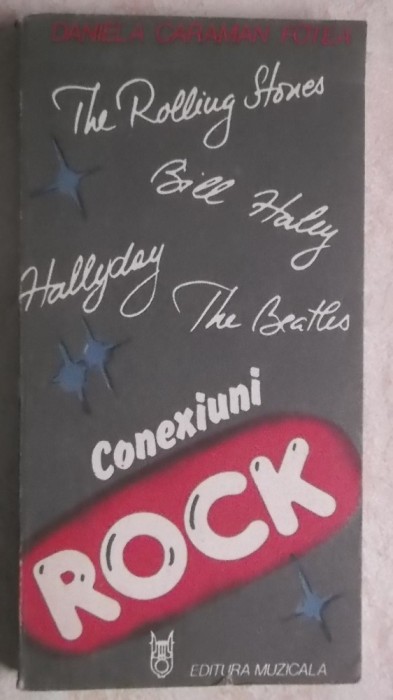 DANIELA CARAMAN FOTEA
The Rolling Stones
Bill Haley
Hallyday
The Beatles
Conexiuni
ROCK
EDITURA MUZICALA